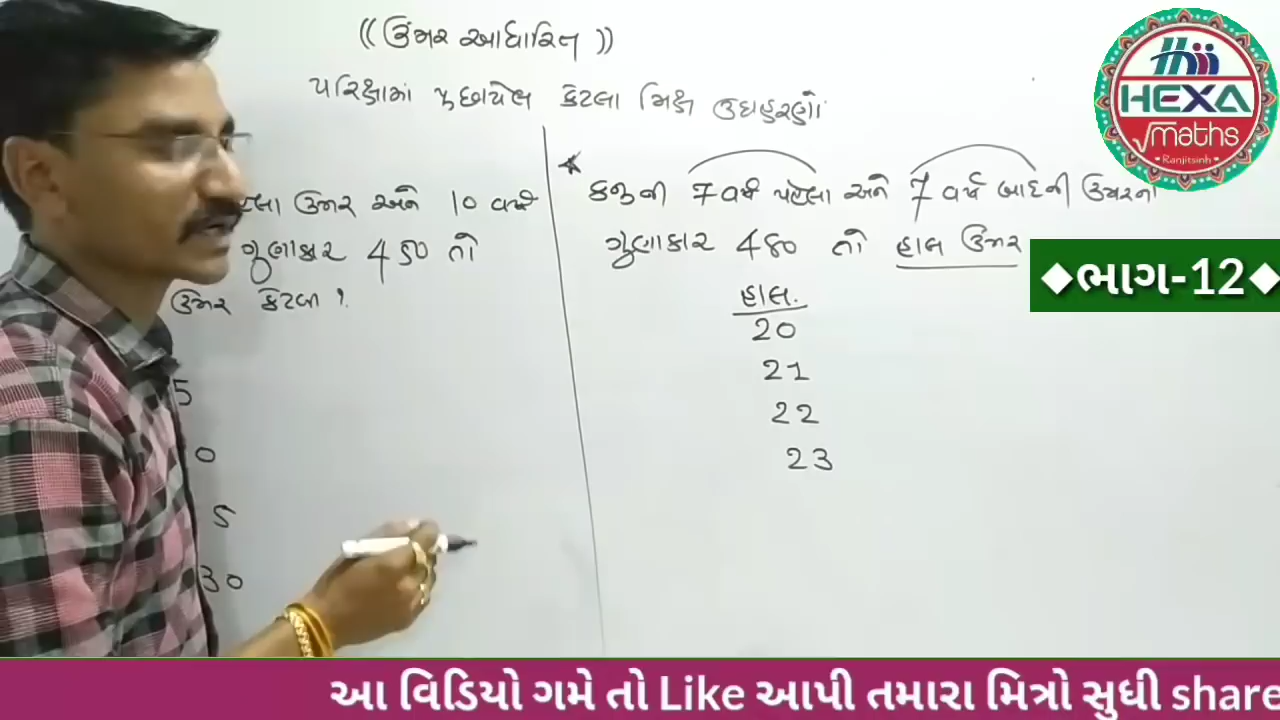 (( ઉંમર આધારિત ))
પરિક્ષામાં પૂછાયેલ કેટલા મિક્ષ ઉદાહરણો
અને 10 વર્ષ
ગુણાકાર 450 તો
ઉંમર કેટલા ?
5
0
5
30
કનુની 7 વર્ષ પહેલા અને 7 વર્ષ બાદની ઉંમરનો
ગુણાકાર 480 તો હાલ ઉંમર
હાલ.
20
21
22
23
HEXA
maths
Ranjitsinh
◆ભાગ-12◆
આ વિડિયો ગમે તો Like આપી તમારા મિત્રો સુધી share